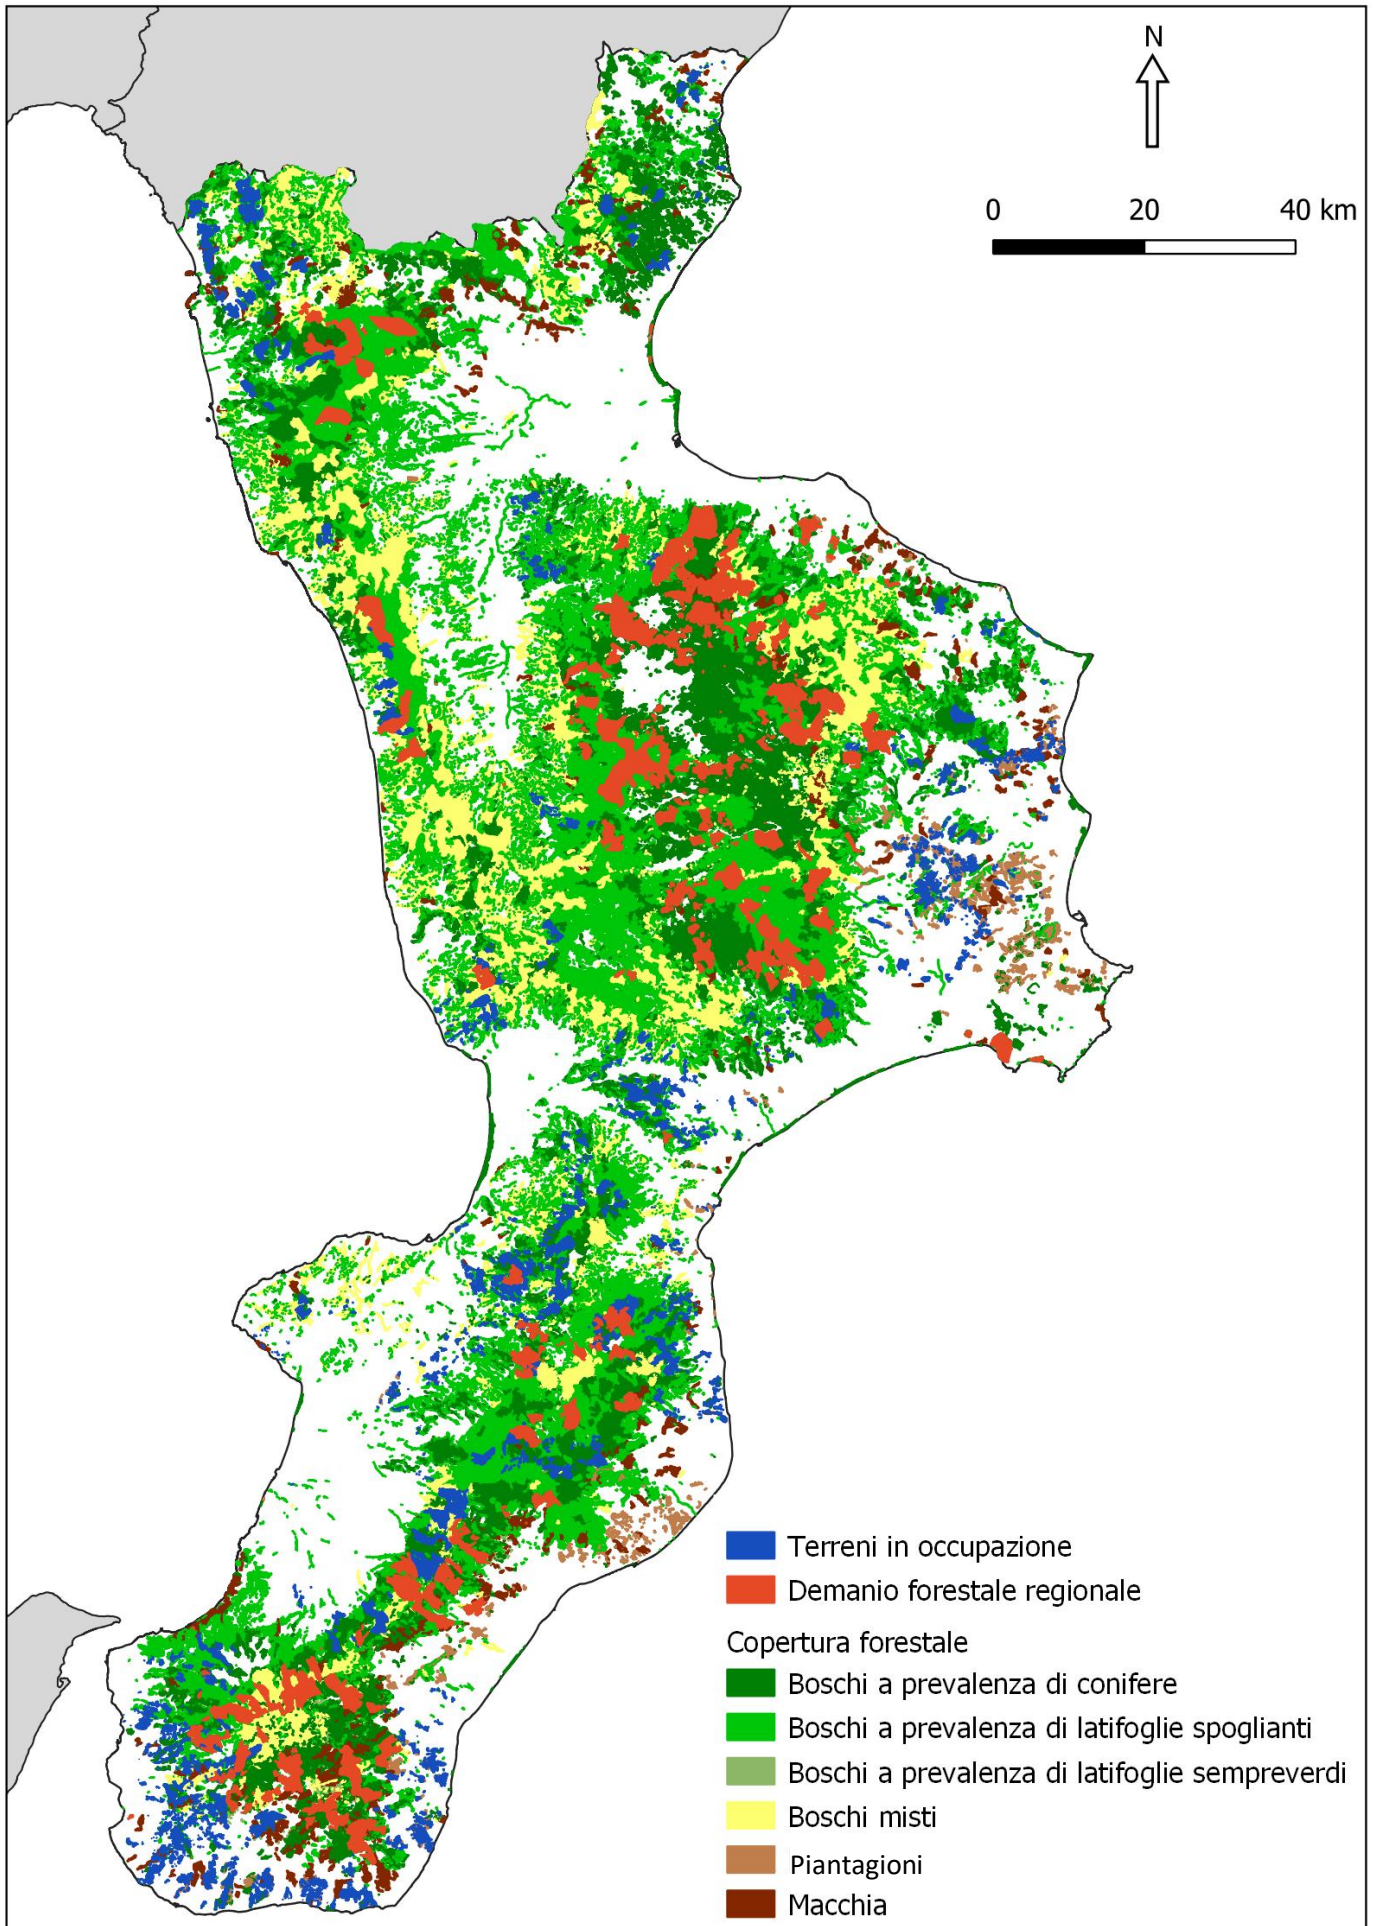 N
0 20 40 km
Terreni in occupazione
Demanio forestale regionale
Copertura forestale
Boschi a prevalenza di conifere
Boschi a prevalenza di latifoglie spoglianti
Boschi a prevalenza di latifoglie sempreverdi
Boschi misti
Piantagioni
Macchia